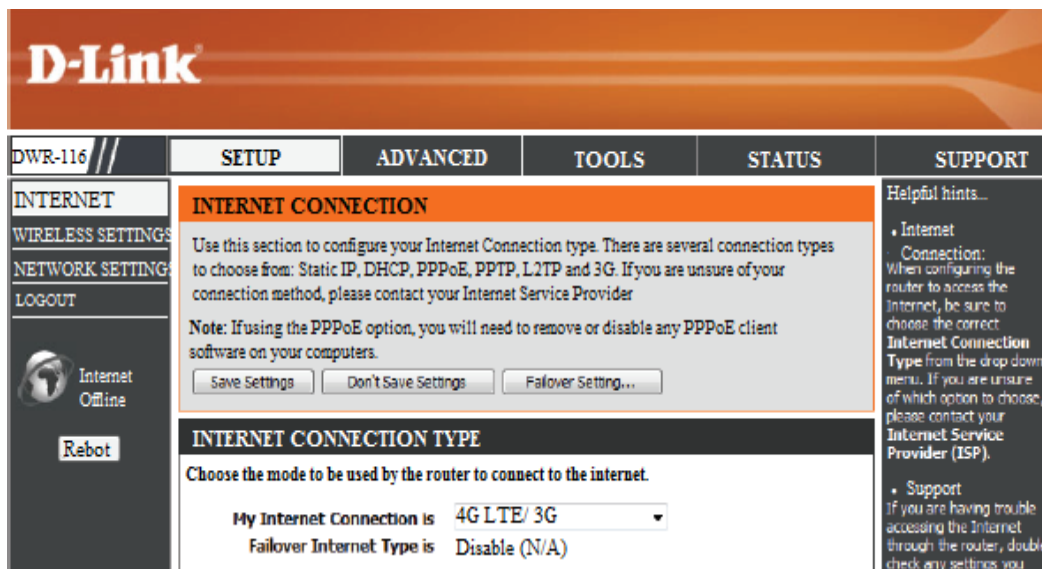 D-Link
DWR-116
SETUP
ADVANCED
TOOLS
STATUS
SUPPORT
INTERNET
WIRELESS SETTINGS
NETWORK SETTING
LOGOUT
Internet
Offline
Rebot
INTERNET CONNECTION
Use this section to configure your Internet Connection type. There are several connection types
to choose from: Static IP, DHCP, PPPoE, PPTP, L2TP and 3G. If you are unsure of your
connection method, please contact your Internet Service Provider
Note: If using the PPPoE option, you will need to remove or disable any PPPoE client
software on your computers.
Save Settings
Don't Save Settings
Failover Setting...
INTERNET CONNECTION TYPE
Choose the mode to be used by the router to connect to the internet.
My Internet Connection is 4G LTE/ 3G
Failover Internet Type is Disable (N/A)
Helpful hints...
• Internet
Connection:
When configuring the
router to access the
Internet, be sure to
choose the correct
Internet Connection
Type from the drop down
menu. If you are unsure
of which option to choose,
please contact your
Internet Service
Provider (ISP).
• Support
If you are having trouble
accessing the Internet
through the router, double
check any settings you